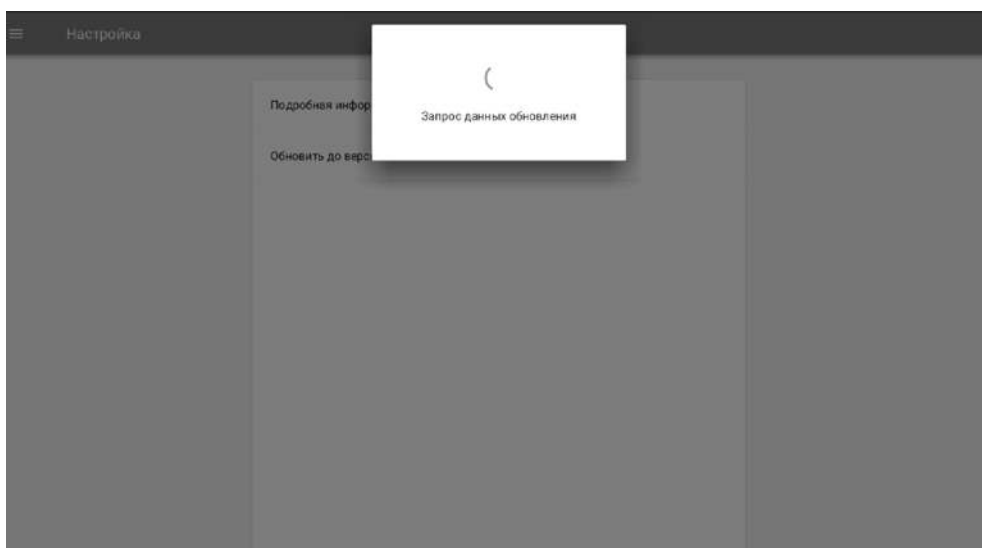 Настройка
Запрос данных обновления
Подробная инфор
Обновить до верс